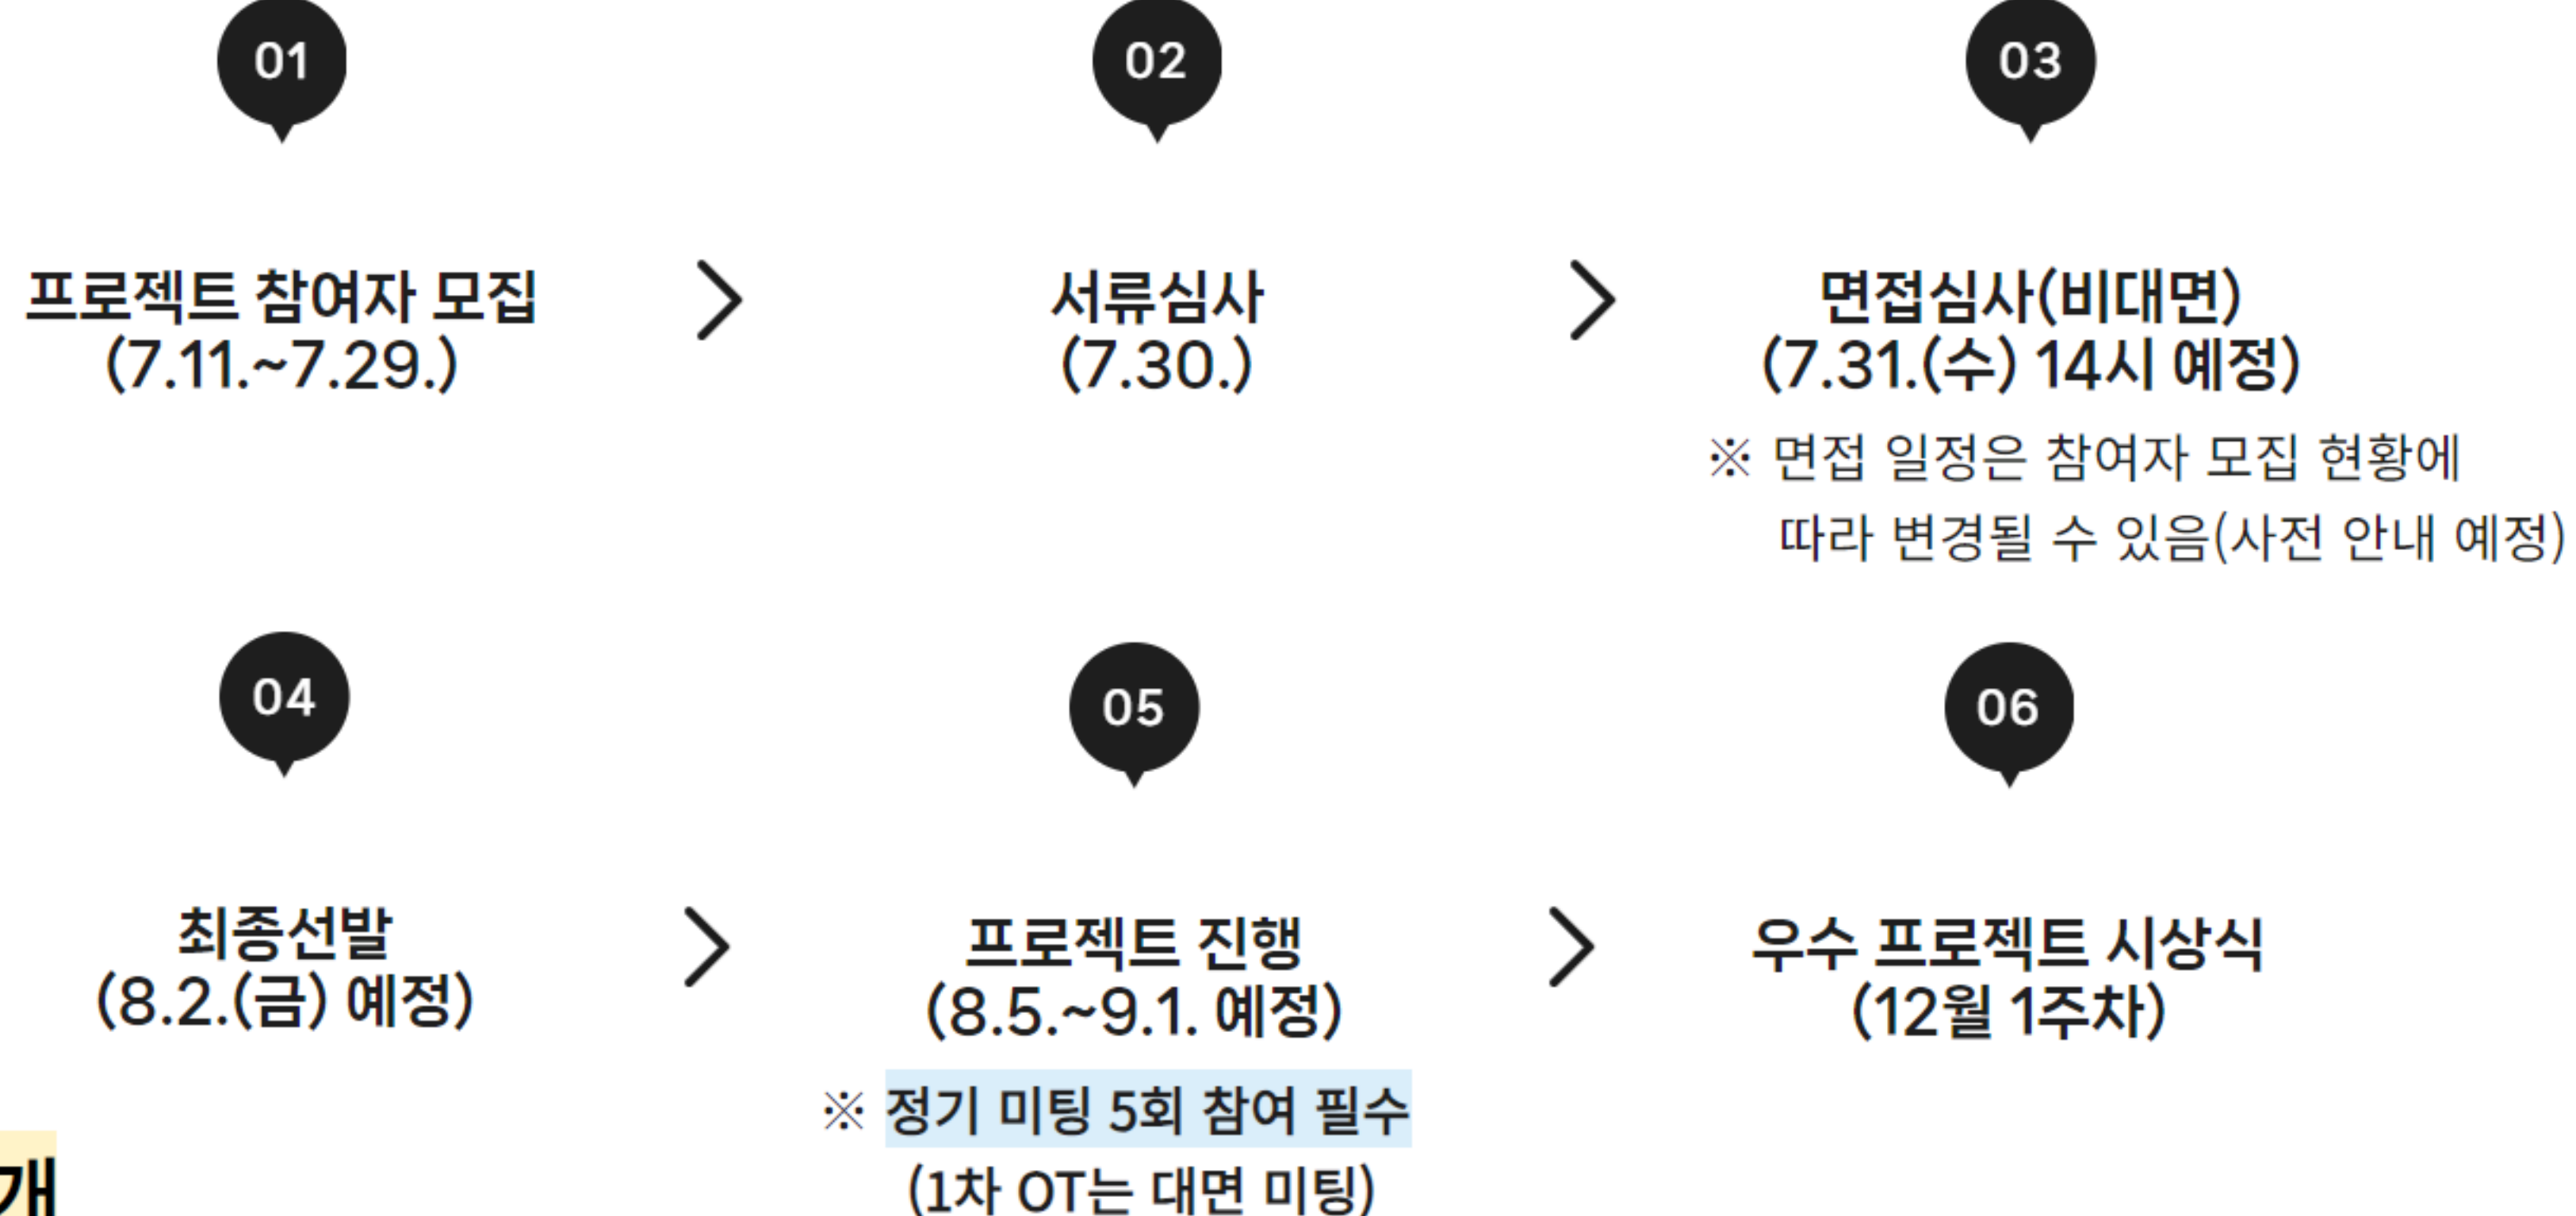 01
프로젝트 참여자 모집
(7.11.~7.29.)
02
서류심사
(7.30.)
03
면접심사(비대면)
(7.31.(수) 14시 예정)
※ 면접 일정은 참여자 모집 현황에
따라 변경될 수 있음(사전 안내 예정)
04
최종선발
(8.2.(금) 예정)
05
프로젝트 진행
(8.5.~9.1. 예정)
※ 정기 미팅 5회 참여 필수
(1차 OT는 대면 미팅)
06
우수 프로젝트 시상식
(12월 1주차)
개